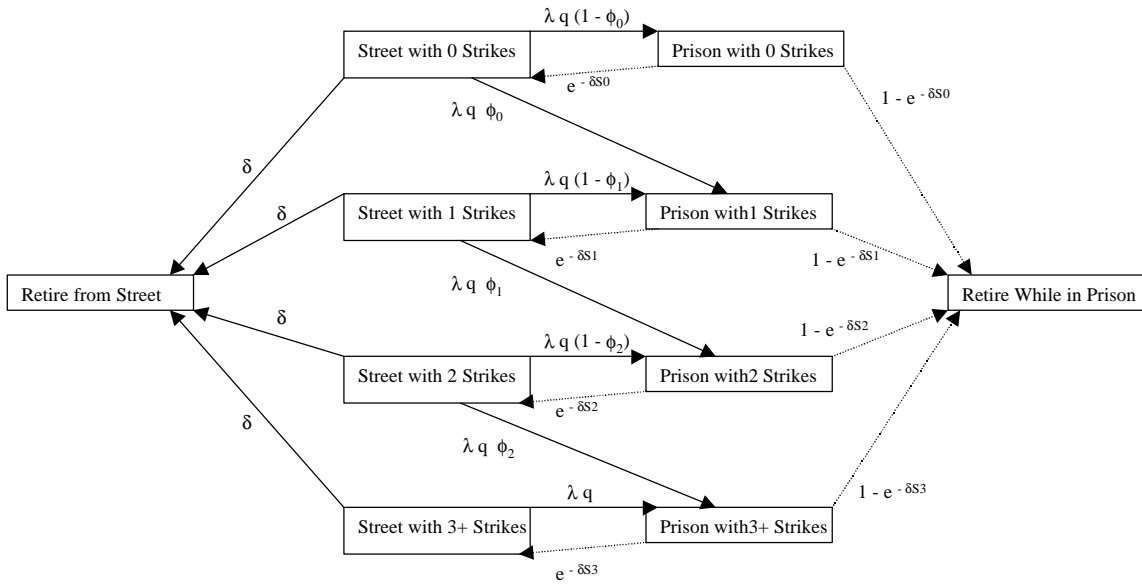 λ q (1 - ϕ₀)
Street with 0 Strikes
Prison with 0 Strikes
e ⁻ ᵟˢ⁰
1 - e ⁻ ᵟˢ⁰
λ q ϕ₀
δ
λ q (1 - ϕ₁)
Street with 1 Strikes
Prison with1 Strikes
δ
e ⁻ ᵟˢ¹
1 - e ⁻ ᵟˢ¹
λ q ϕ₁
Retire from Street
Retire While in Prison
δ
λ q (1 - ϕ₂)
1 - e ⁻ ᵟˢ²
Street with 2 Strikes
Prison with2 Strikes
e ⁻ ᵟˢ²
δ
λ q ϕ₂
λ q
1 - e ⁻ ᵟˢ³
Street with 3+ Strikes
Prison with3+ Strikes
e ⁻ ᵟˢ³